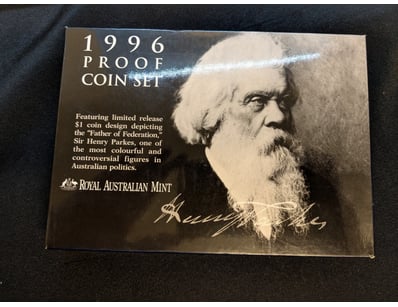 1996
PROOF
COIN SET
Featuring limited release
$1 coin design depicting
the "Father of Federation,"
Sir Henry Parkes, one of
the most colourful and
controversial figures in
Australian politics.
ROYAL AUSTRALIAN MINT
Henry Parkes